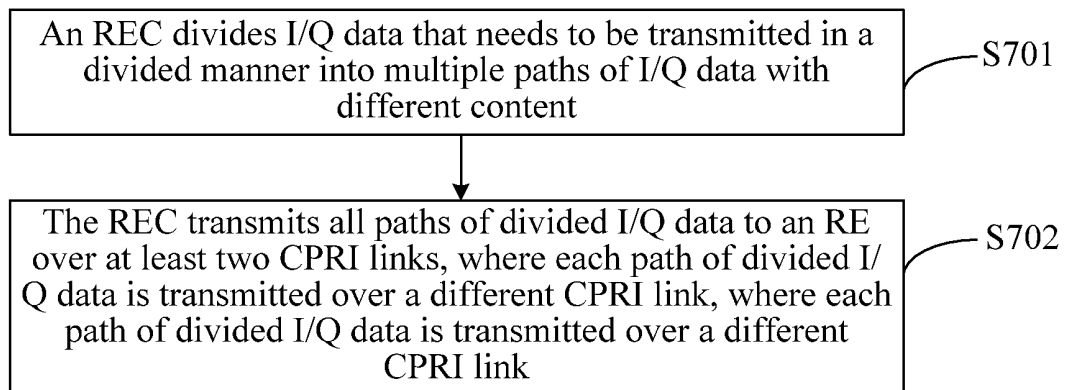 An REC divides I/Q data that needs to be transmitted in a
divided manner into multiple paths of I/Q data with
different content
S701
The REC transmits all paths of divided I/Q data to an RE
over at least two CPRI links, where each path of divided I/
Q data is transmitted over a different CPRI link, where each
path of divided I/Q data is transmitted over a different
CPRI link
S702